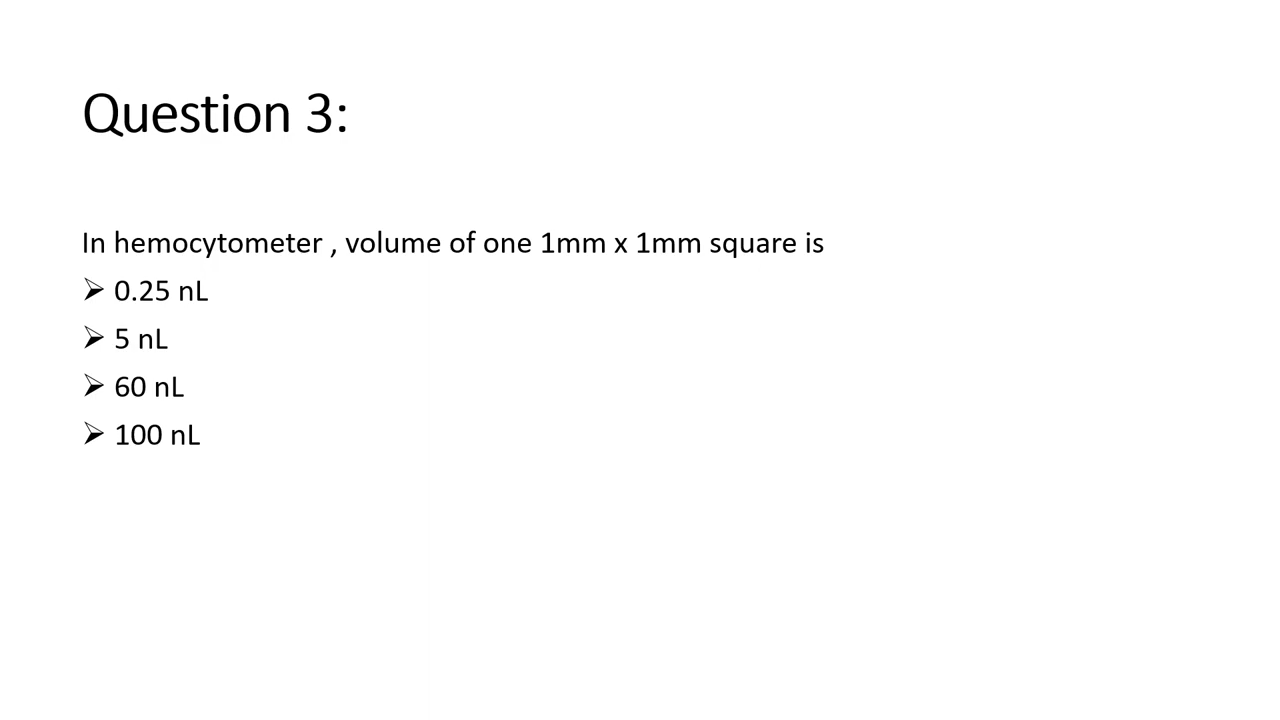 Question 3:
In hemocytometer , volume of one 1mm x 1mm square is
➢ 0.25 nL
➢ 5 nL
➢ 60 nL
➢ 100 nL